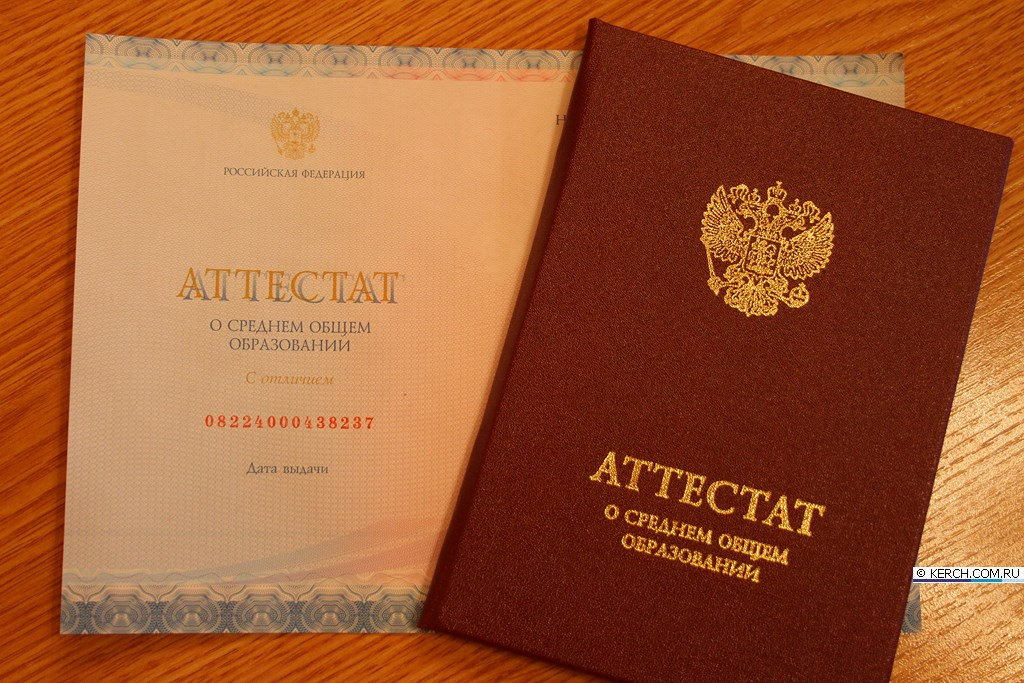 РОССИЙСКАЯ ФЕДЕРАЦИЯ
АТТЕСТАТ
О СРЕДНЕМ ОБЩЕМ
ОБРАЗОВАНИИ
С отличием
08224000438237
Дата выдачи
Н
АТТЕСТАТ
О СРЕДНЕМ ОБЩЕМ
ОБРАЗОВАНИИ
© KERCH.COM.RU